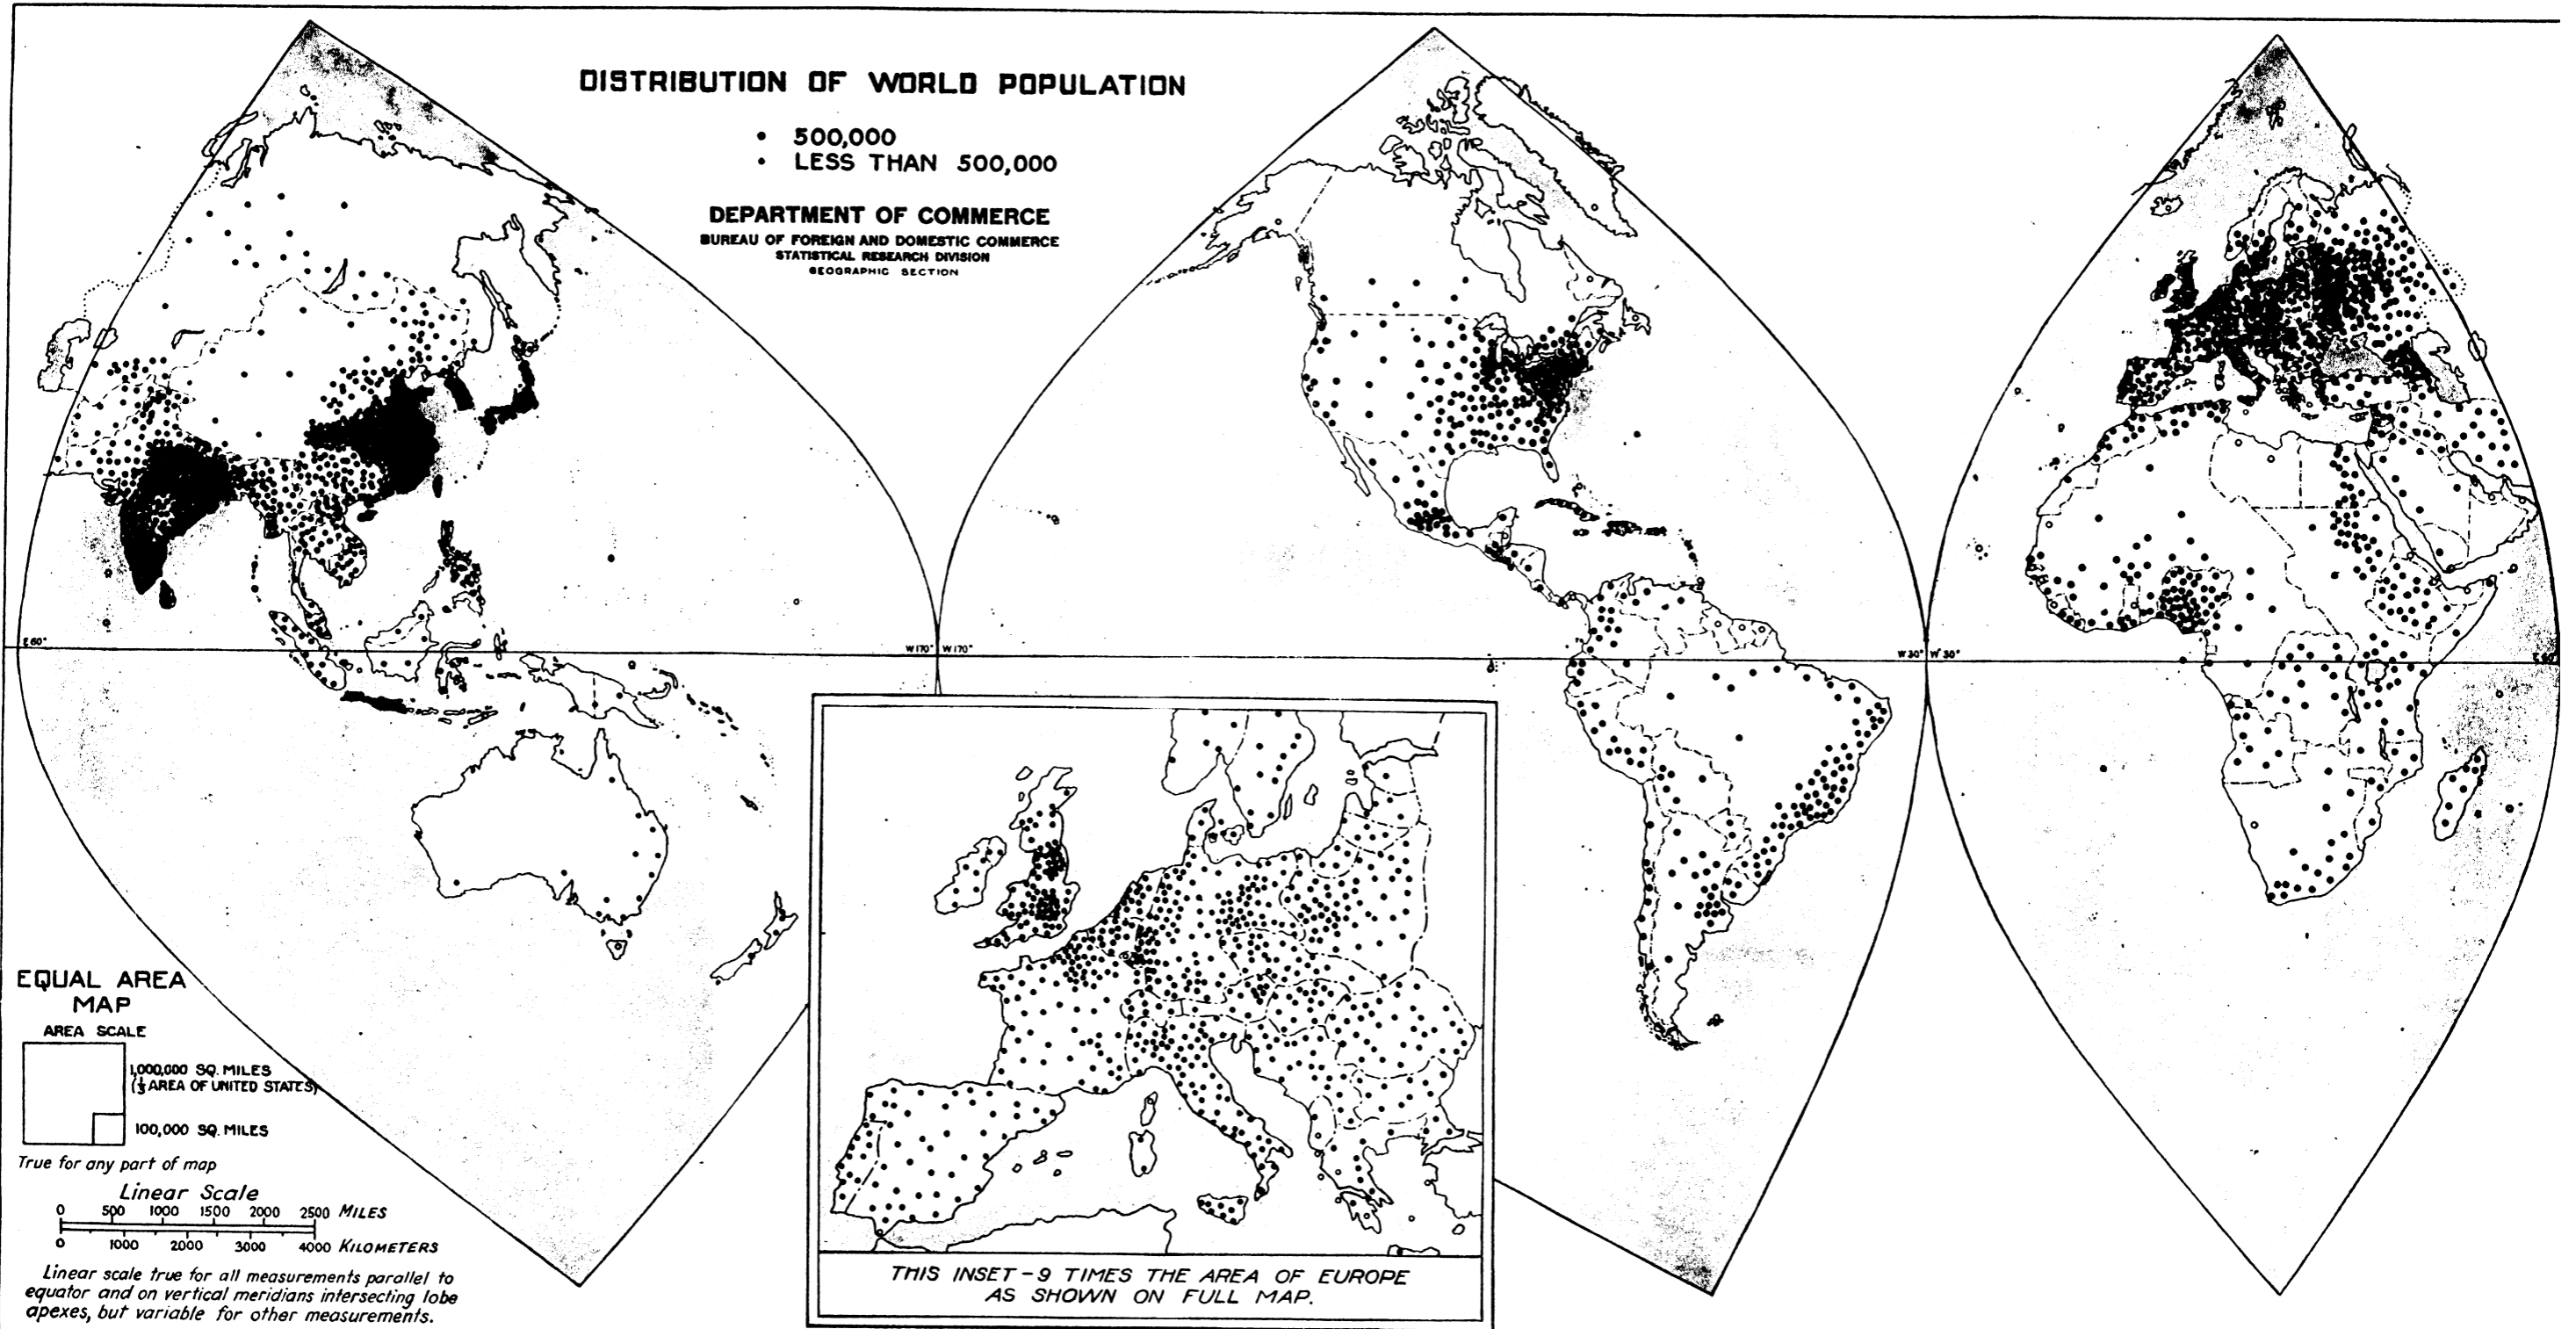 DISTRIBUTION OF WORLD POPULATION
• 500,000
• LESS THAN 500,000
DEPARTMENT OF COMMERCE
BUREAU OF FOREIGN AND DOMESTIC COMMERCE
STATISTICAL RESEARCH DIVISION
GEOGRAPHIC SECTION
E 60°
W 170°
W 170°
W 30°
W 30°
E 60°
EQUAL AREA
MAP
AREA SCALE
1,000,000 SQ. MILES
(⅓ AREA OF UNITED STATES)
100,000 SQ. MILES
True for any part of map
Linear Scale
0 500 1000 1500 2000 2500 MILES
0 1000 2000 3000 4000 KILOMETERS
Linear scale true for all measurements parallel to
equator and on vertical meridians intersecting lobe
apexes, but variable for other measurements.
THIS INSET - 9 TIMES THE AREA OF EUROPE
AS SHOWN ON FULL MAP.